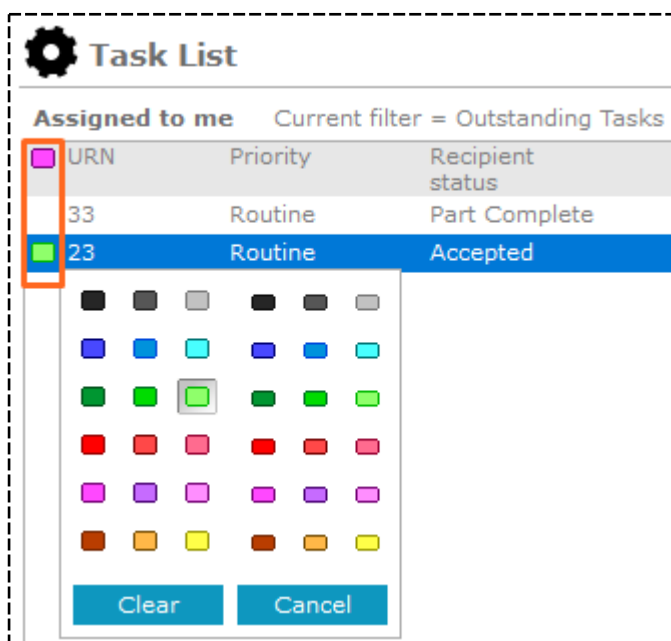 Task List
Assigned to me Current filter = Outstanding Tasks
URN Priority Recipient
status
33 Routine Part Complete
23 Routine Accepted
Clear Cancel